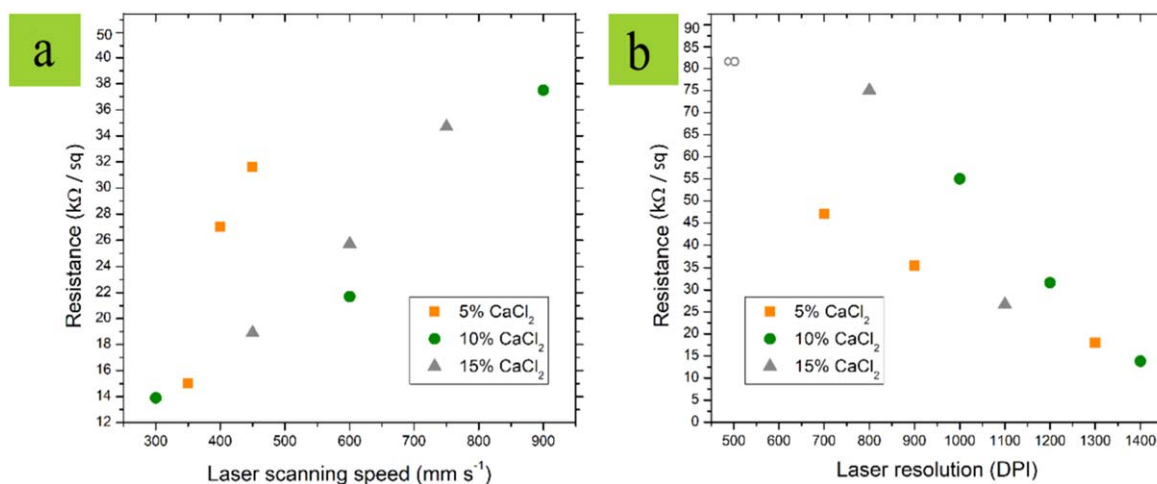 a
50
40
38
36
34
32
30
28
26
24
22
20
18
16
14
12
Resistance (kΩ / sq)
5% CaCl₂
10% CaCl₂
15% CaCl₂
300 400 500 600 700 800 900
Laser scanning speed (mm s⁻¹)
b
90
85
80
75
70
65
60
55
50
45
40
35
30
25
20
15
10
5
0
∞
Resistance (kΩ / sq)
5% CaCl₂
10% CaCl₂
15% CaCl₂
500 600 700 800 900 1000 1100 1200 1300 1400
Laser resolution (DPI)